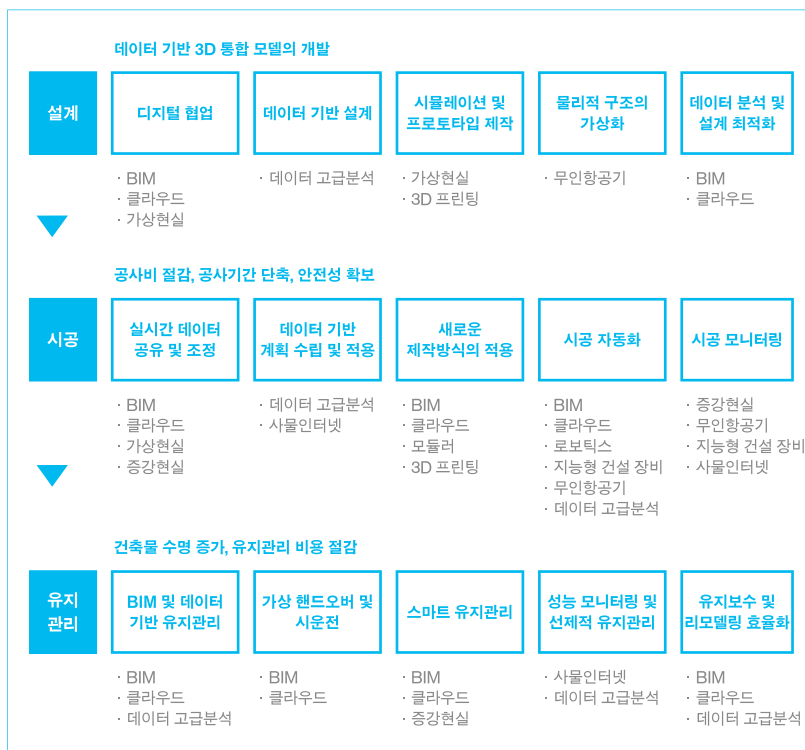 데이터 기반 3D 통합 모델의 개발
설계
디지털 협업
데이터 기반 설계
시뮬레이션 및
프로토타입 제작
물리적 구조의
가상화
데이터 분석 및
설계 최적화
· BIM
· 클라우드
· 가상현실
· 데이터 고급분석
· 가상현실
· 3D 프린팅
· 무인항공기
· BIM
· 클라우드
공사비 절감, 공사기간 단축, 안전성 확보
시공
실시간 데이터
공유 및 조정
데이터 기반
계획 수립 및 적용
새로운
제작방식의 적용
시공 자동화
시공 모니터링
· BIM
· 클라우드
· 가상현실
· 증강현실
· 데이터 고급분석
· 사물인터넷
· BIM
· 클라우드
· 모듈러
· 3D 프린팅
· BIM
· 클라우드
· 로보틱스
· 지능형 건설 장비
· 무인항공기
· 데이터 고급분석
· 증강현실
· 무인항공기
· 지능형 건설 장비
· 사물인터넷
건축물 수명 증가, 유지관리 비용 절감
유지
관리
BIM 및 데이터
기반 유지관리
가상 핸드오버 및
시운전
스마트 유지관리
성능 모니터링 및
선제적 유지관리
유지보수 및
리모델링 효율화
· BIM
· 클라우드
· 데이터 고급분석
· BIM
· 클라우드
· BIM
· 클라우드
· 증강현실
· 사물인터넷
· 데이터 고급분석
· BIM
· 클라우드
· 데이터 고급분석